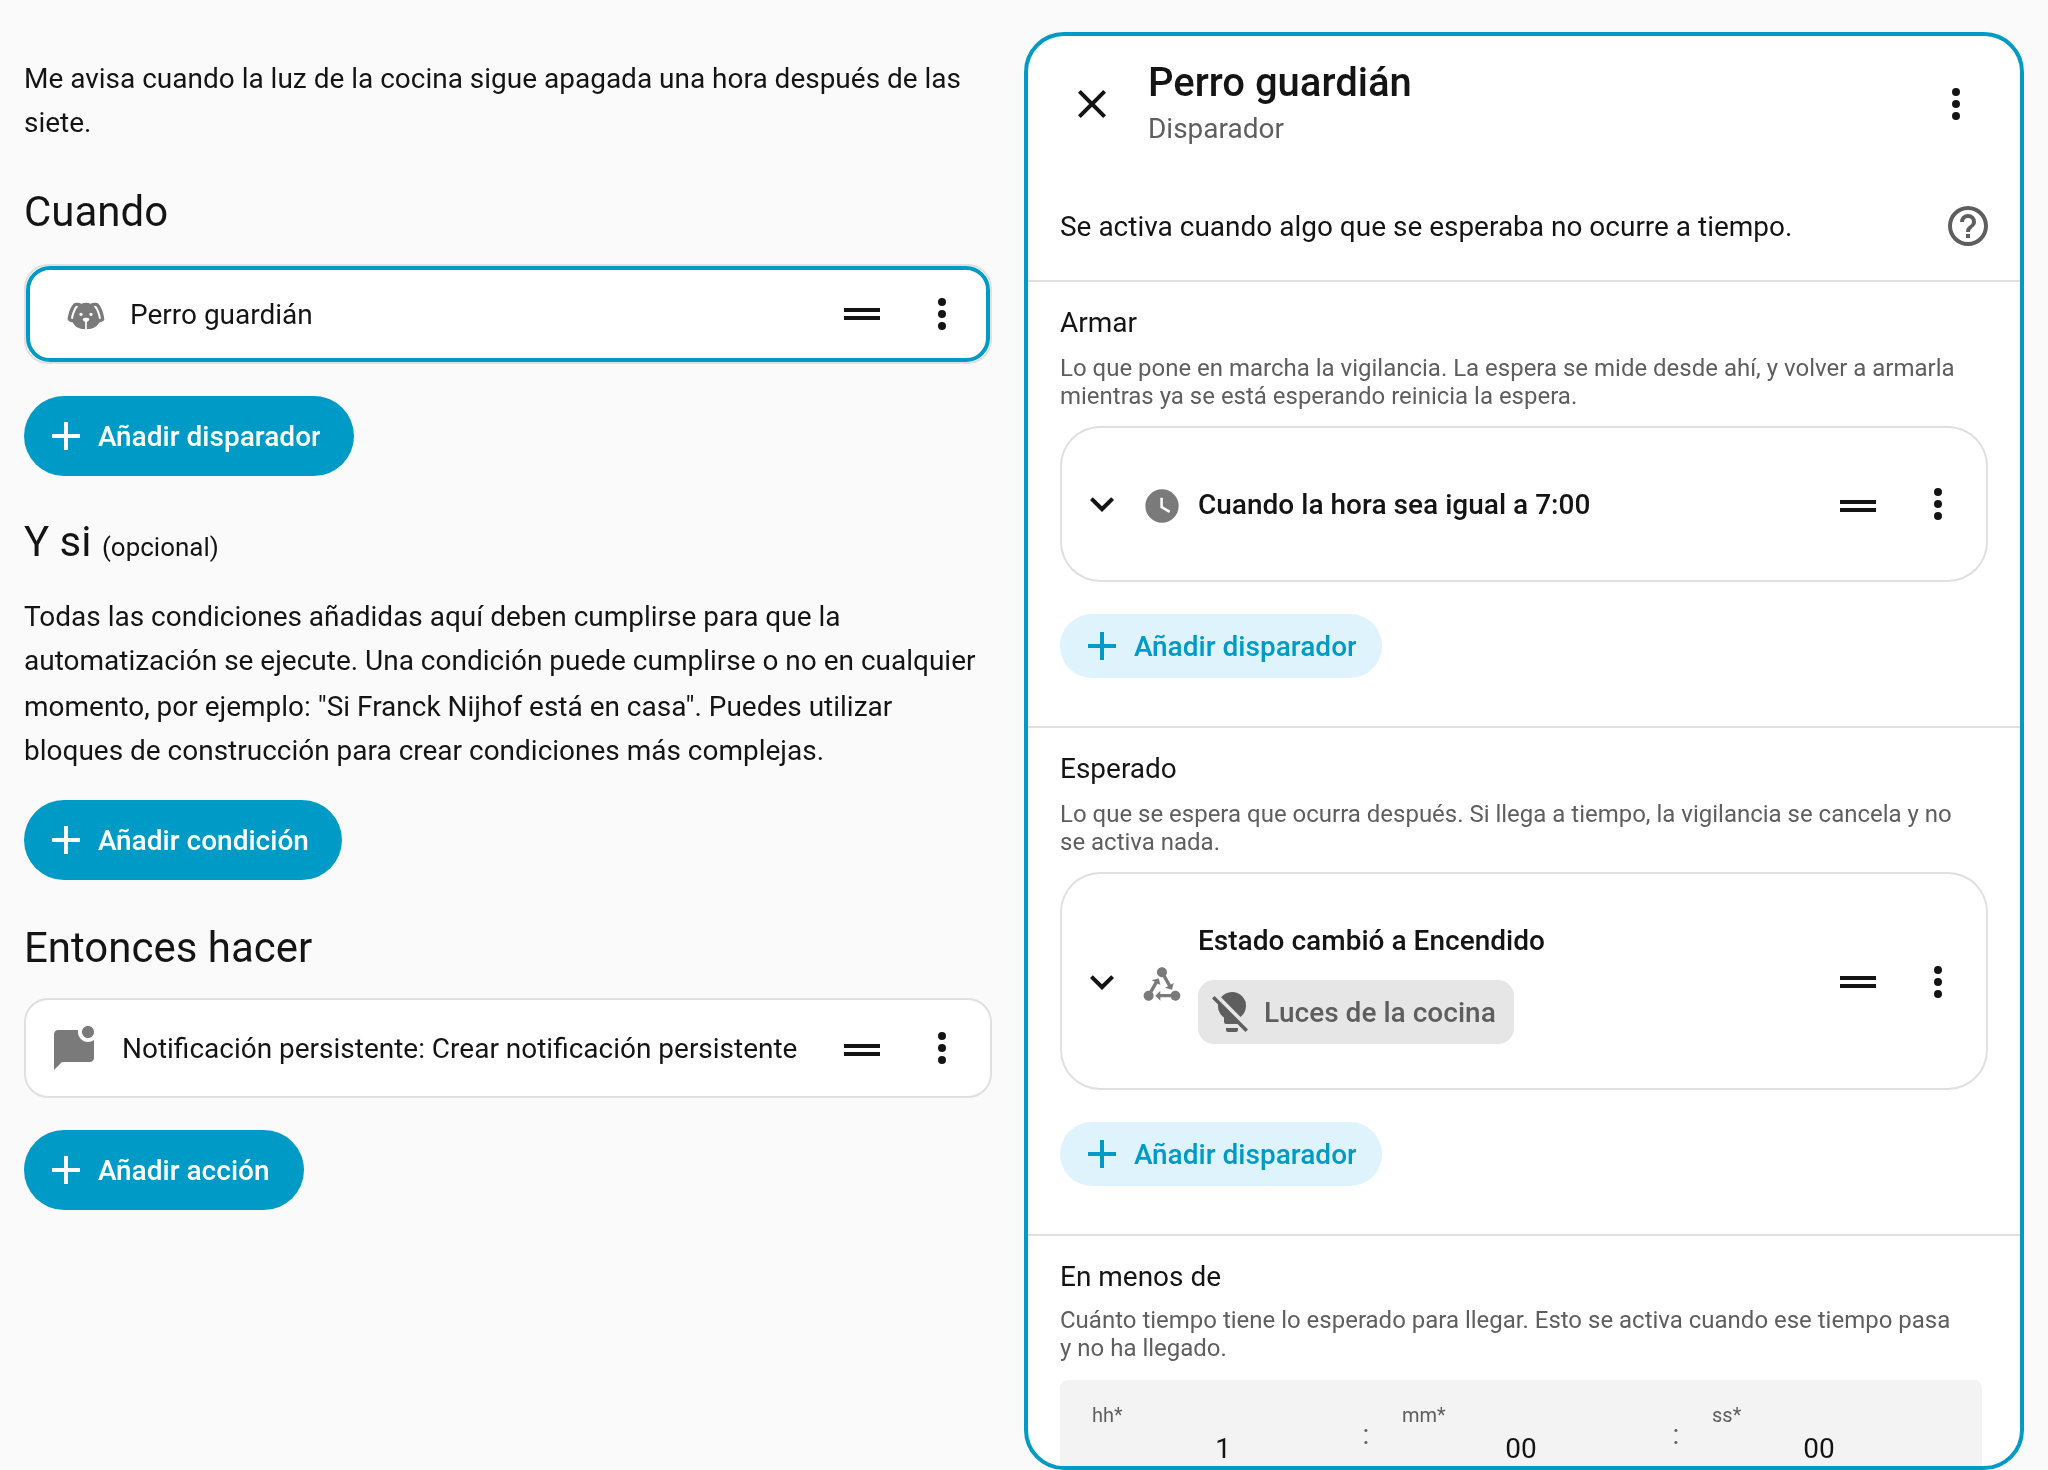 Me avisa cuando la luz de la cocina sigue apagada una hora después de las
siete.
Cuando
Perro guardián
Añadir disparador
Y si (opcional)
Todas las condiciones añadidas aquí deben cumplirse para que la
automatización se ejecute. Una condición puede cumplirse o no en cualquier
momento, por ejemplo: "Si Franck Nijhof está en casa". Puedes utilizar
bloques de construcción para crear condiciones más complejas.
Añadir condición
Entonces hacer
Notificación persistente: Crear notificación persistente
Añadir acción
Perro guardián
Disparador
Se activa cuando algo que se esperaba no ocurre a tiempo.
Armar
Lo que pone en marcha la vigilancia. La espera se mide desde ahí, y volver a armarla
mientras ya se está esperando reinicia la espera.
Cuando la hora sea igual a 7:00
Añadir disparador
Esperado
Lo que se espera que ocurra después. Si llega a tiempo, la vigilancia se cancela y no
se activa nada.
Estado cambió a Encendido
Luces de la cocina
Añadir disparador
En menos de
Cuánto tiempo tiene lo esperado para llegar. Esto se activa cuando ese tiempo pasa
y no ha llegado.
hh* mm* ss*
1 : 00 : 00